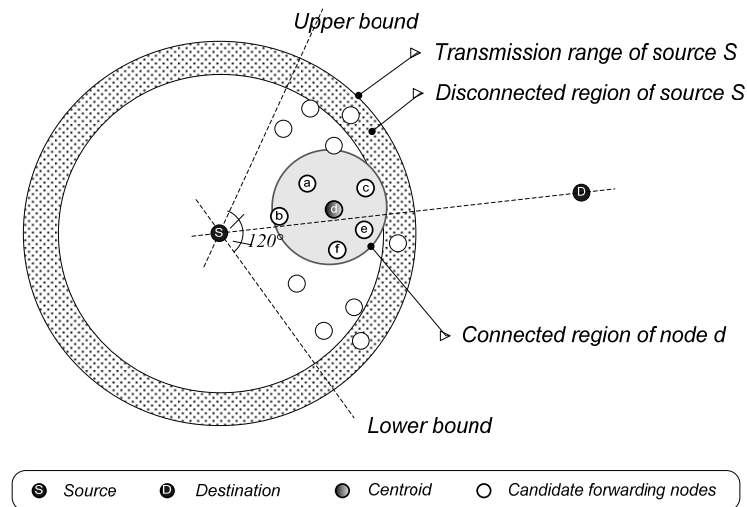 Upper bound
Transmission range of source S
Disconnected region of source S
a
c
D
d
b
S
120°
e
f
Connected region of node d
Lower bound
S Source D Destination Centroid Candidate forwarding nodes